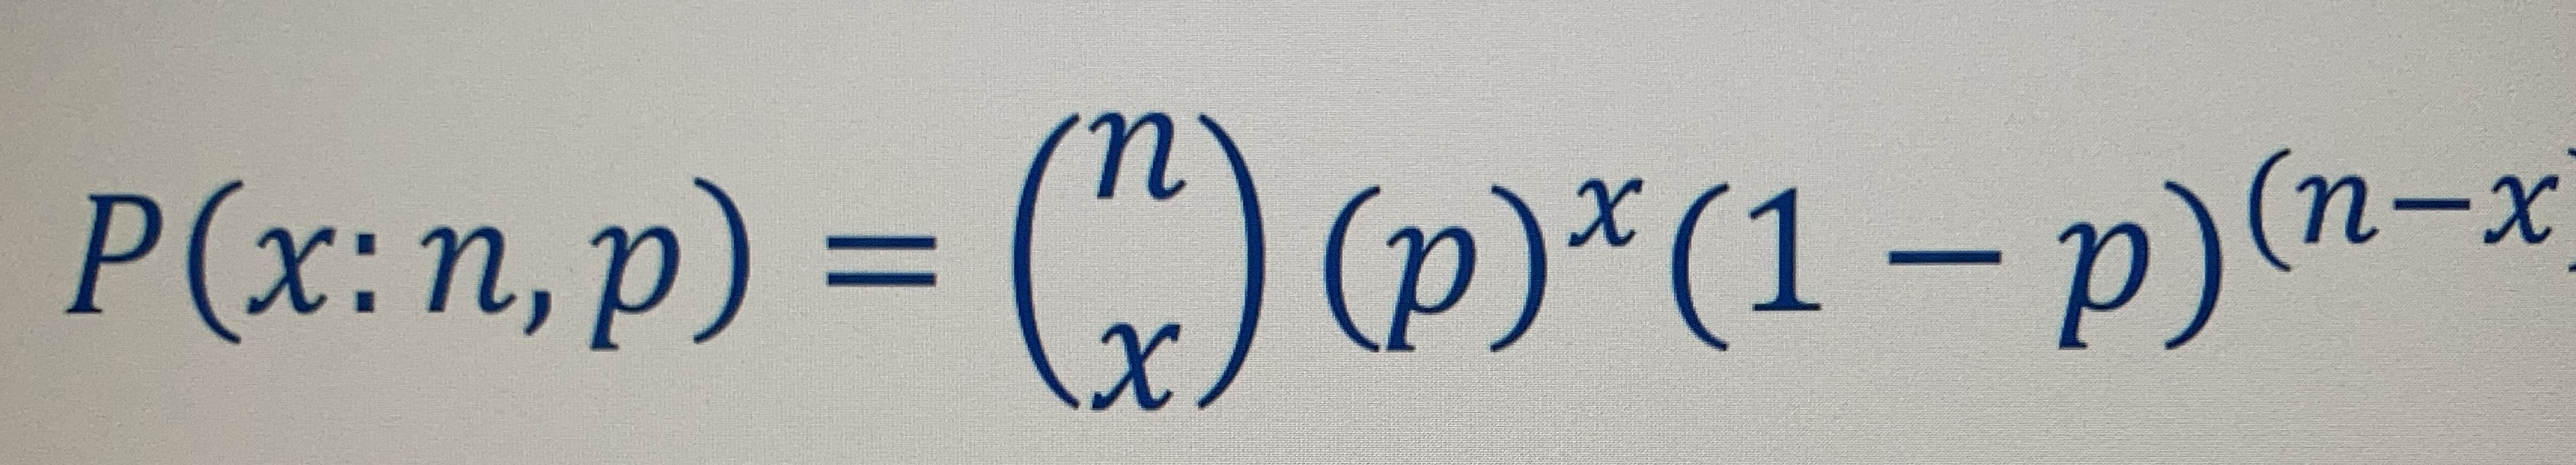 P(x: n, p) = (n x) (p)^x (1 − p)^(n−x)